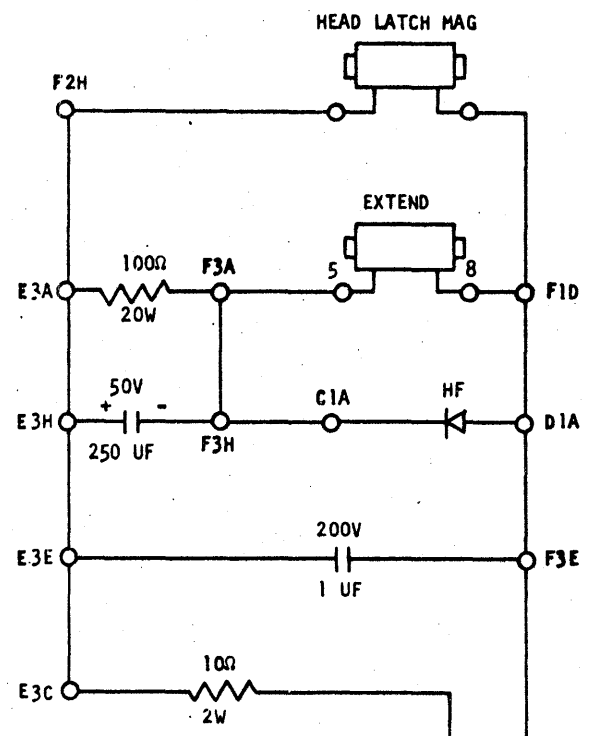 HEAD LATCH MAG
F2H
EXTEND
100Ω
F3A
5
8
E3A
F1D
20W
50V
+
-
C1A
HF
E3H
D1A
F3H
250 UF
200V
E3E
F3E
1 UF
10Ω
E3C
2W